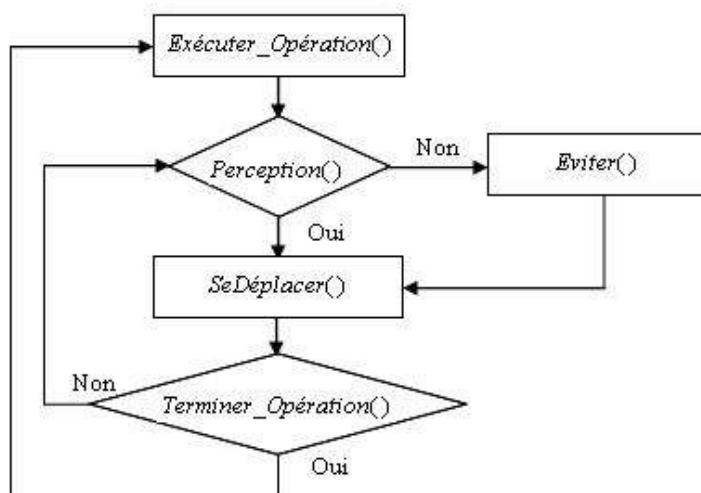 Exécuter_Opération()
Perception()
Non
Eviter()
Oui
SeDéplacer()
Non
Terminer_Opération()
Oui